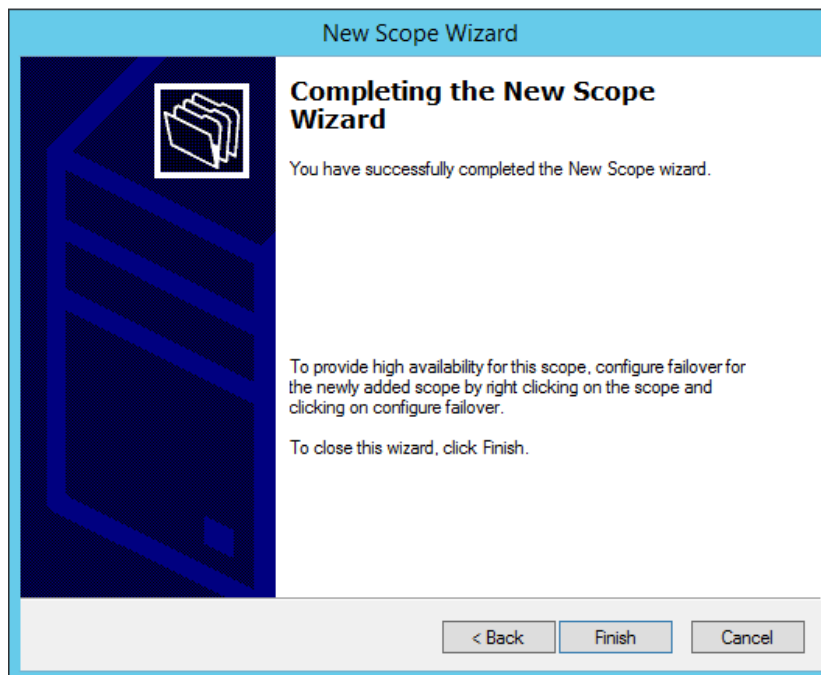 New Scope Wizard
Completing the New Scope
Wizard
You have successfully completed the New Scope wizard.
To provide high availability for this scope, configure failover for
the newly added scope by right clicking on the scope and
clicking on configure failover.
To close this wizard, click Finish.
< Back
Finish
Cancel